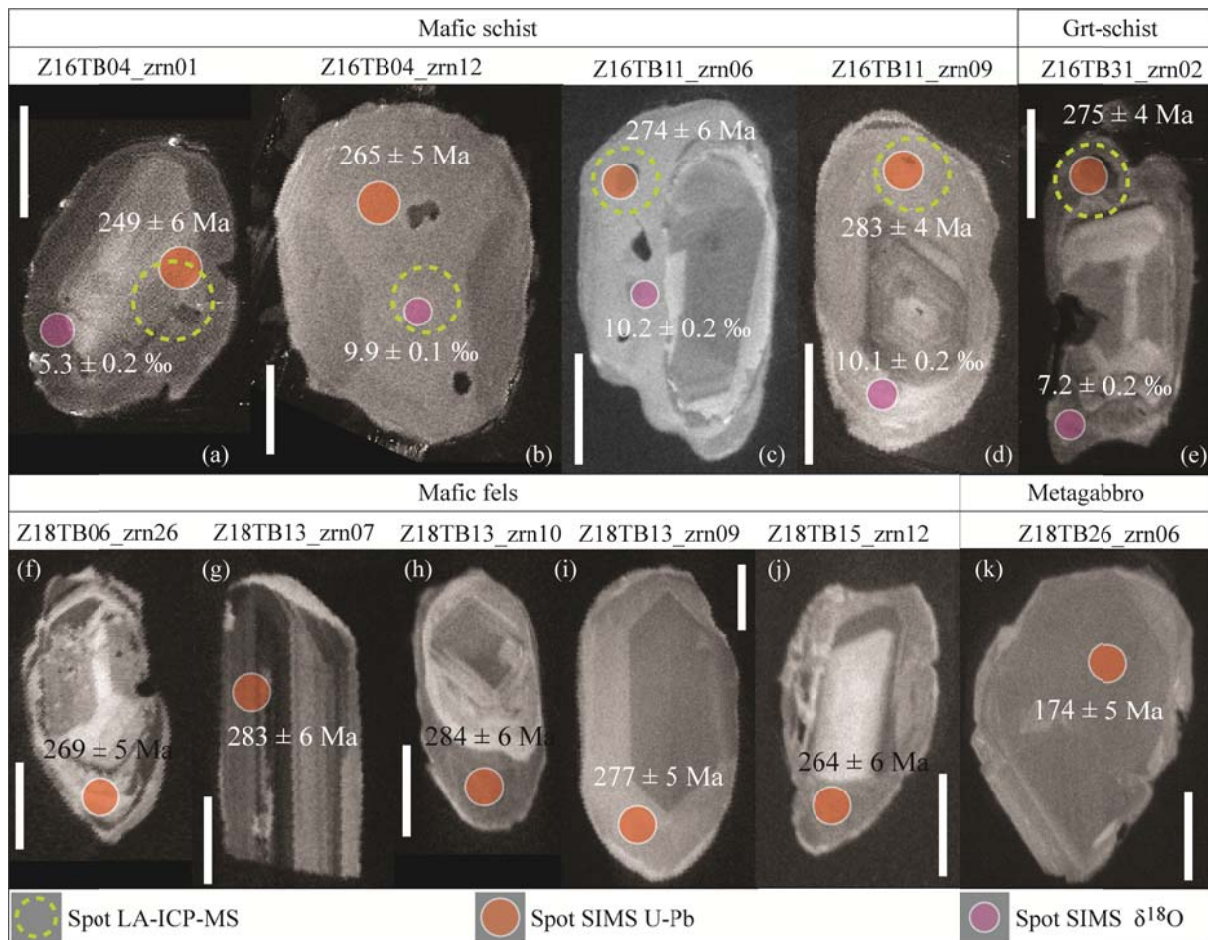 Mafic schist
Grt-schist
Z16TB04_zrn01
Z16TB04_zrn12
Z16TB11_zrn06
Z16TB11_zrn09
Z16TB31_zrn02
249 ± 6 Ma
5.3 ± 0.2 ‰
(a)
265 ± 5 Ma
9.9 ± 0.1 ‰
(b)
274 ± 6 Ma
10.2 ± 0.2 ‰
(c)
283 ± 4 Ma
10.1 ± 0.2 ‰
(d)
275 ± 4 Ma
7.2 ± 0.2 ‰
(e)
Mafic fels
Metagabbro
Z18TB06_zrn26
Z18TB13_zrn07
Z18TB13_zrn10
Z18TB13_zrn09
Z18TB15_zrn12
Z18TB26_zrn06
(f)
269 ± 5 Ma
(g)
283 ± 6 Ma
(h)
284 ± 6 Ma
(i)
277 ± 5 Ma
(j)
264 ± 6 Ma
(k)
174 ± 5 Ma
Spot LA-ICP-MS
Spot SIMS U-Pb
Spot SIMS δ¹⁸O